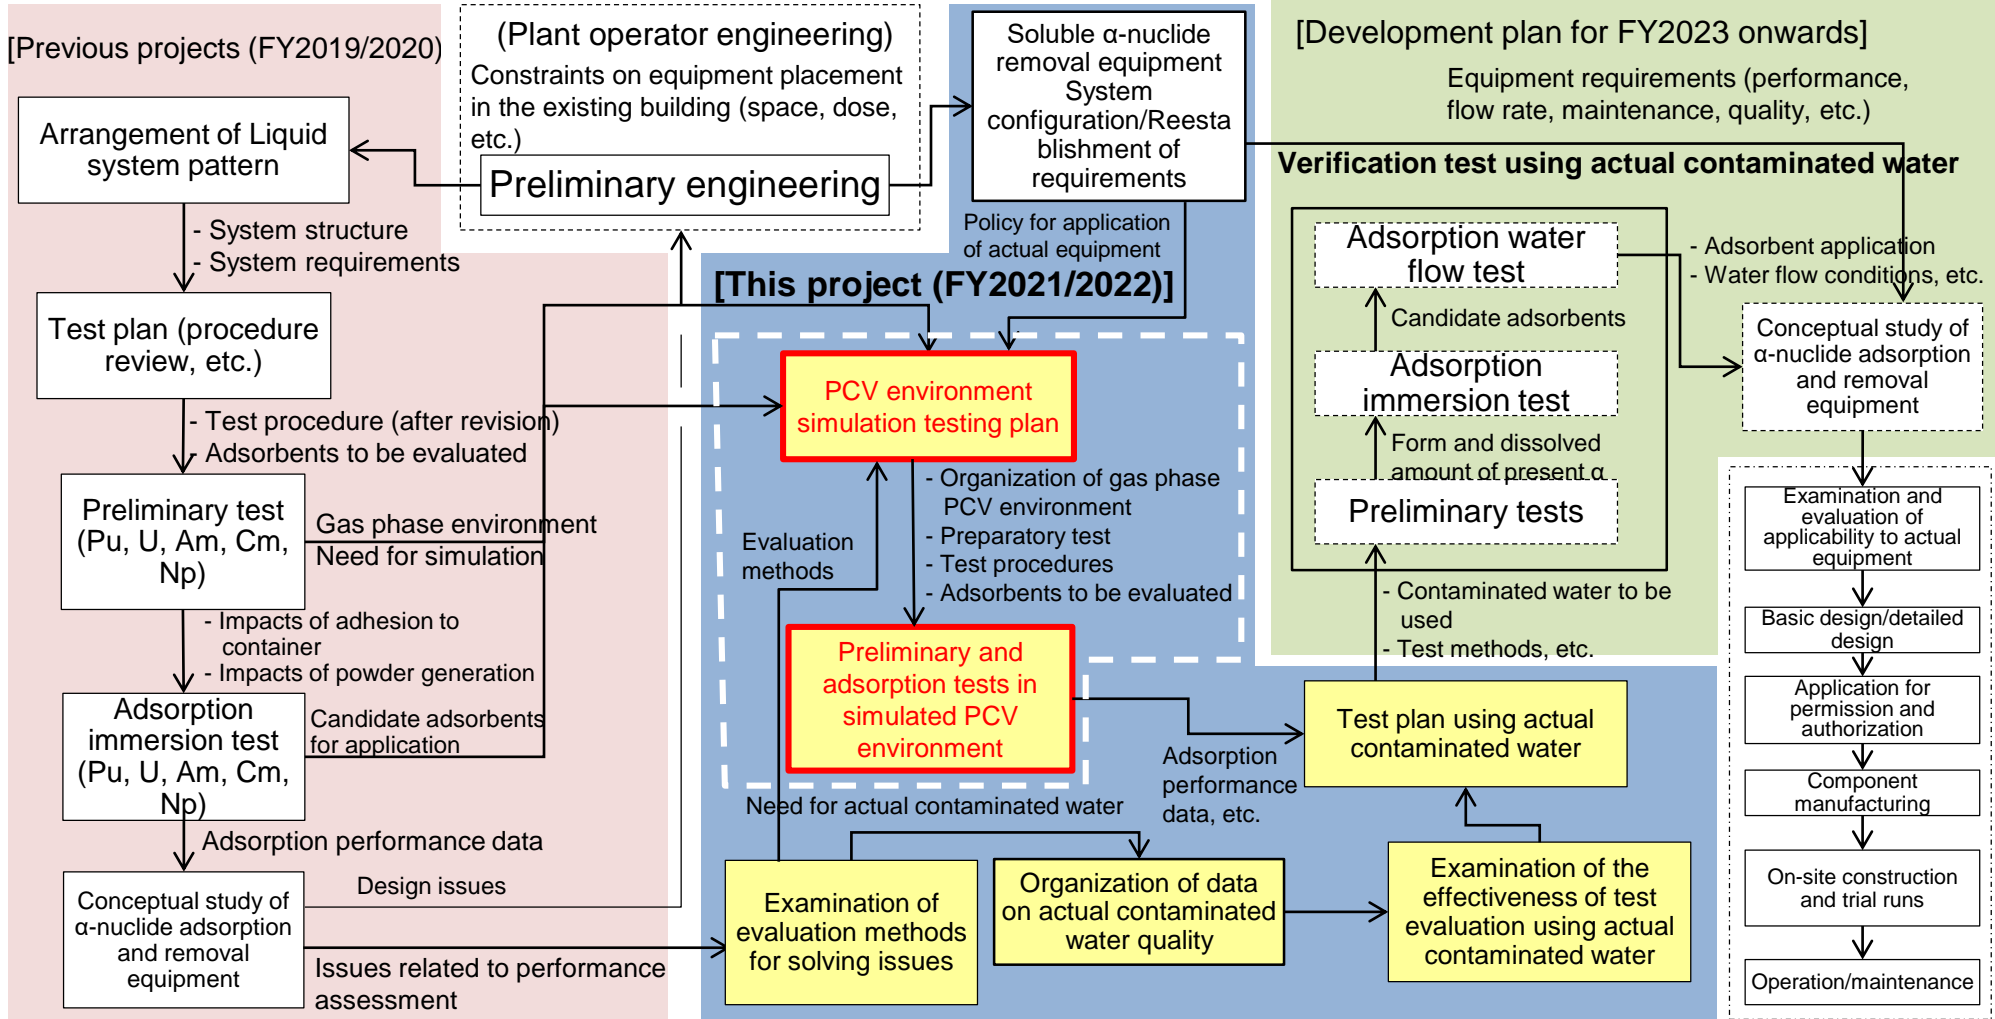 [Previous projects (FY2019/2020)
Arrangement of Liquid
system pattern
- System structure
- System requirements
Test plan (procedure
review, etc.)
- Test procedure (after revision)
- Adsorbents to be evaluated
Preliminary test
(Pu, U, Am, Cm,
Np)
Gas phase environment
Need for simulation
- Impacts of adhesion to
container
- Impacts of powder generation
Adsorption
immersion test
(Pu, U, Am, Cm,
Np)
Candidate adsorbents
for application
Adsorption performance data
Conceptual study of
α-nuclide adsorption
and removal
equipment
Design issues
Issues related to performance
assessment
(Plant operator engineering)
Constraints on equipment placement
in the existing building (space, dose,
etc.)
Preliminary engineering
Soluble α-nuclide
removal equipment
System
configuration/Reesta
blishment of
requirements
Policy for application
of actual equipment
[This project (FY2021/2022)]
PCV environment
simulation testing plan
Evaluation
methods
- Organization of gas phase
PCV environment
- Preparatory test
- Test procedures
- Adsorbents to be evaluated
Preliminary and
adsorption tests in
simulated PCV
environment
Adsorption
performance
data, etc.
Need for actual contaminated water
Examination of
evaluation methods
for solving issues
Organization of data
on actual contaminated
water quality
Examination of the
effectiveness of test
evaluation using actual
contaminated water
Test plan using actual
contaminated water
[Development plan for FY2023 onwards]
Equipment requirements (performance,
flow rate, maintenance, quality, etc.)
Verification test using actual contaminated water
Adsorption water
flow test
Candidate adsorbents
Adsorption
immersion test
Form and dissolved
amount of present α
Preliminary tests
- Contaminated water to be
used
- Test methods, etc.
- Adsorbent application
- Water flow conditions, etc.
Conceptual study of
α-nuclide adsorption
and removal
equipment
Examination and
evaluation of
applicability to actual
equipment
Basic design/detailed
design
Application for
permission and
authorization
Component
manufacturing
On-site construction
and trial runs
Operation/maintenance